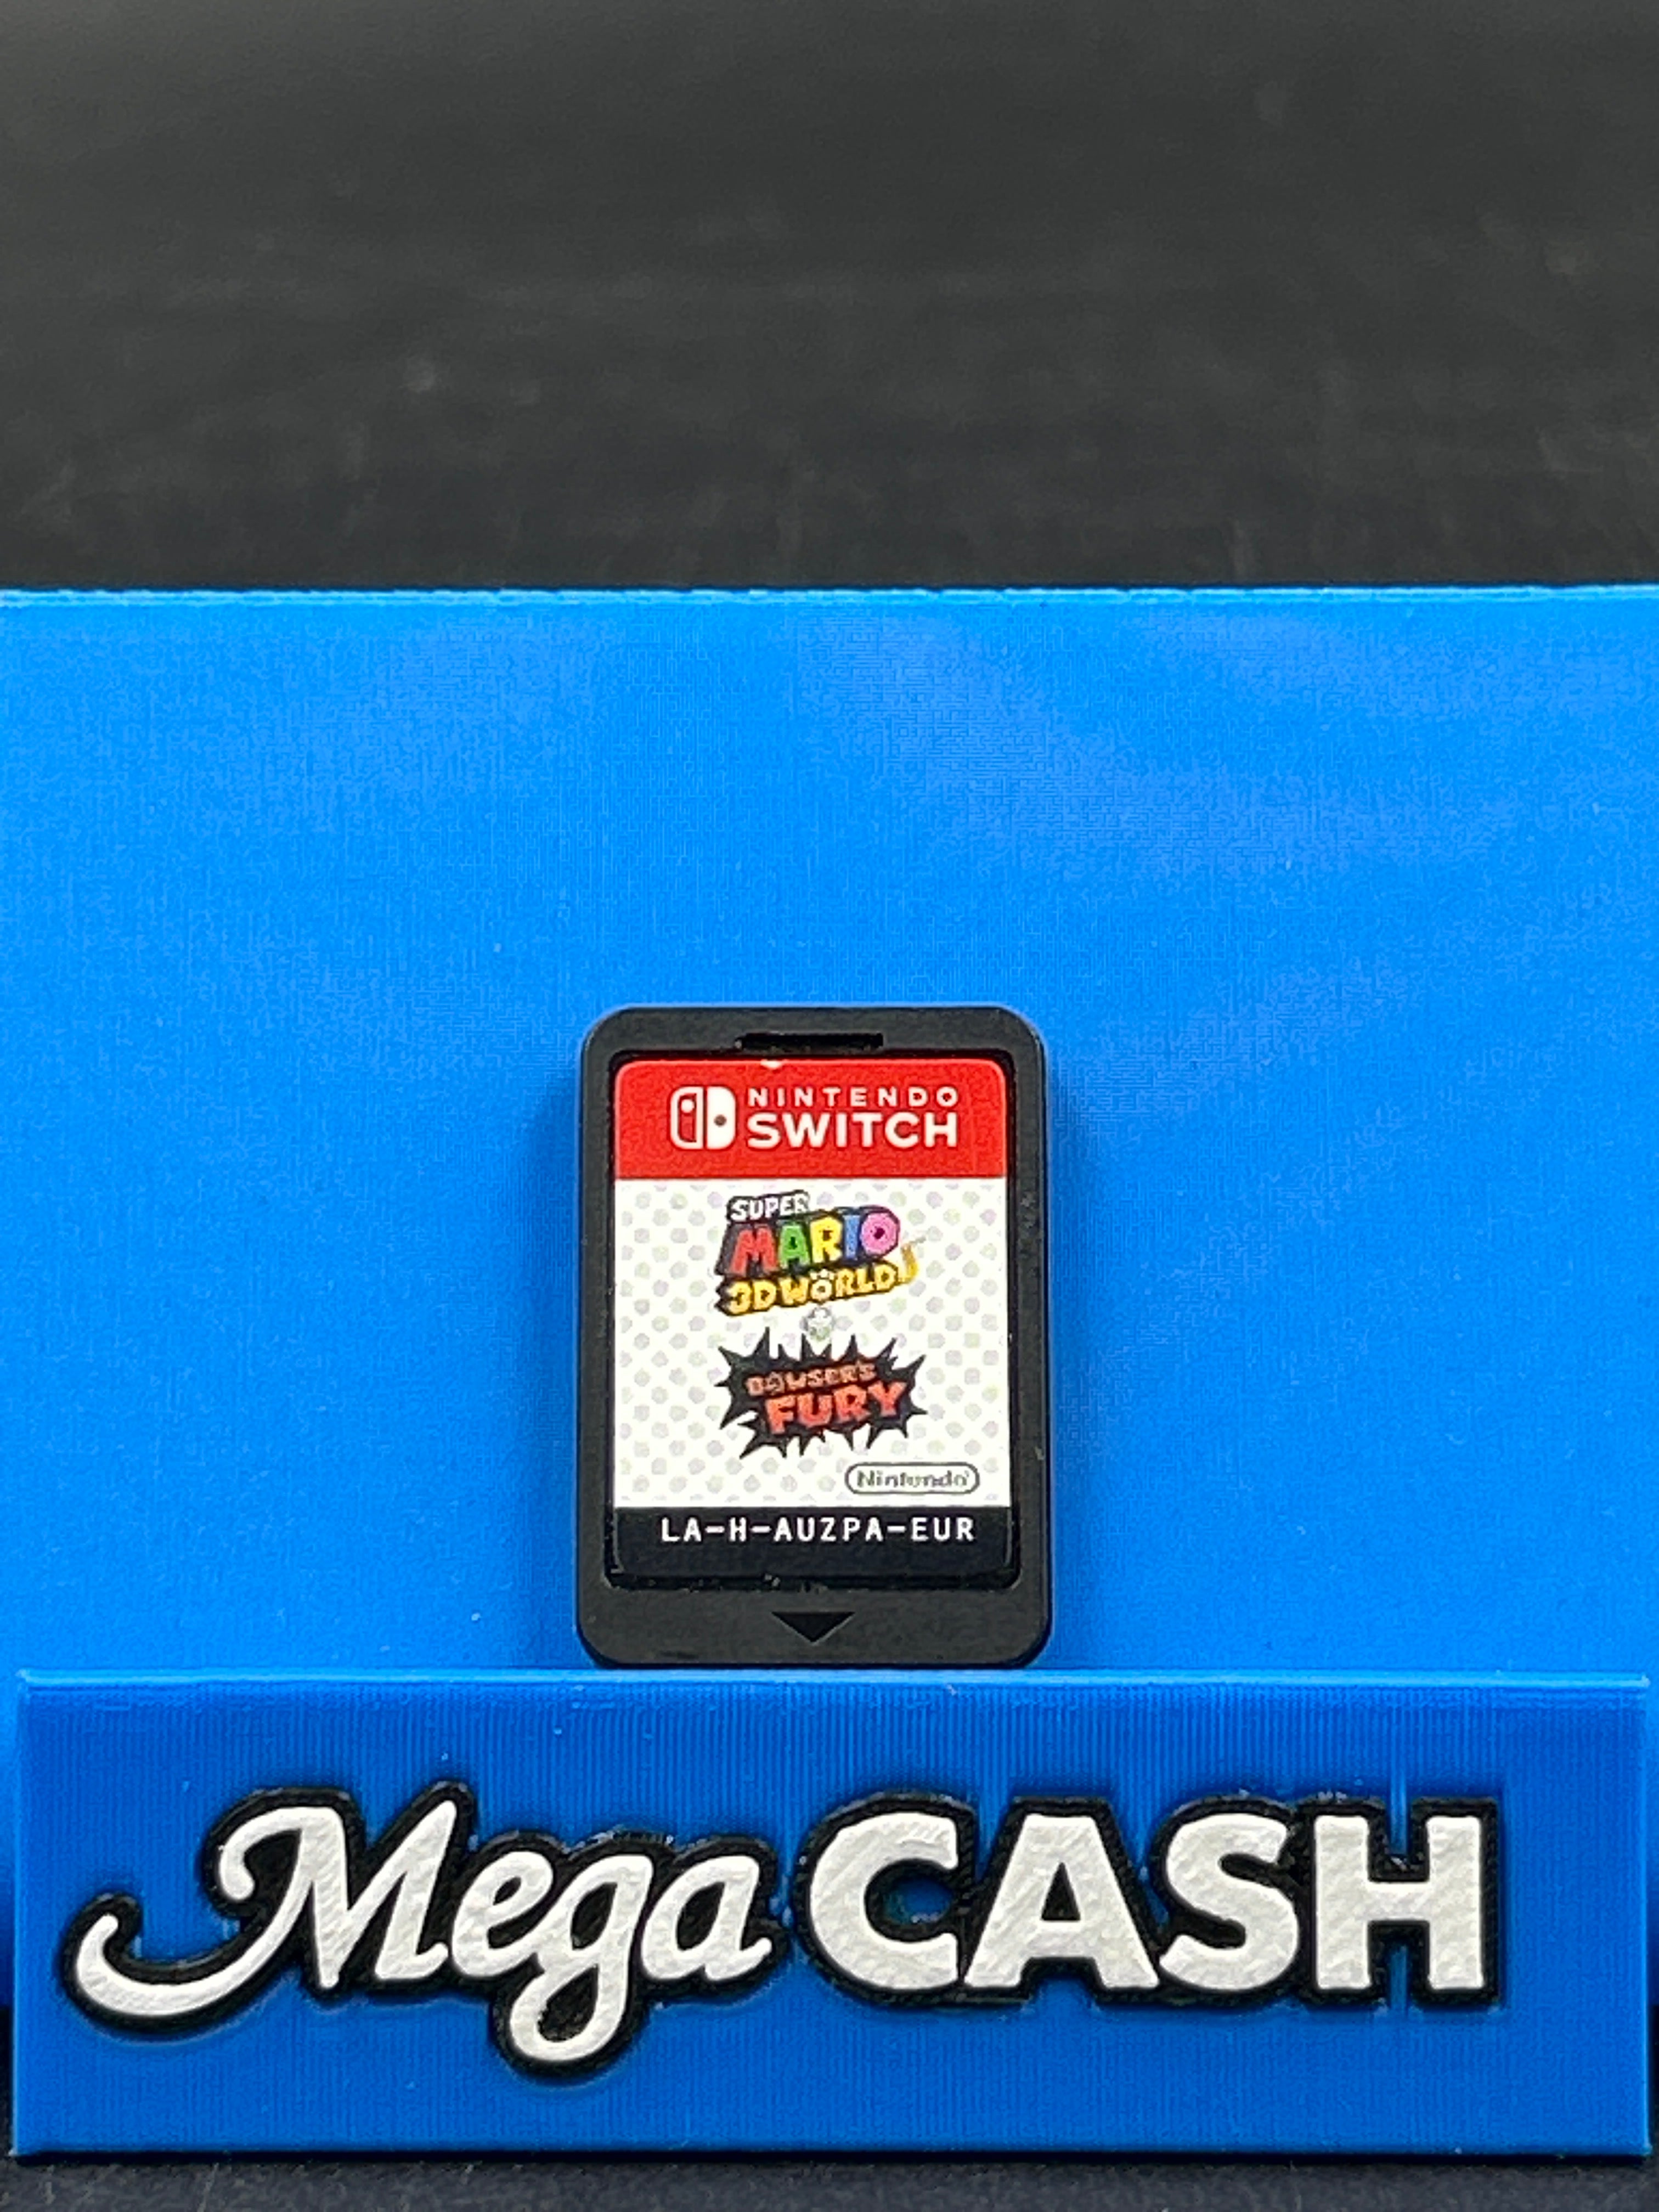 NINTENDO
SWITCH
SUPER
MARIO
3D WORLD
BOWSER'S
FURY
Nintendo
LA-H-AUZPA-EUR
Mega CASH